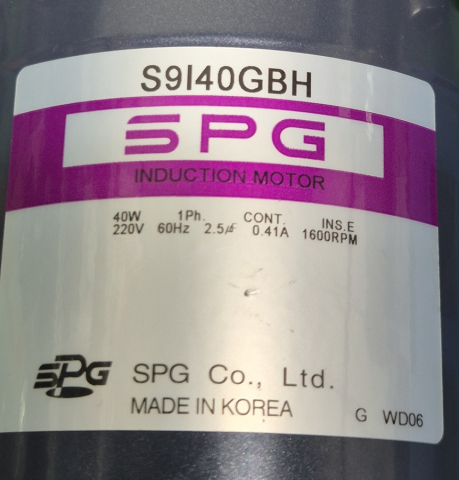 S9I40GBH
SPG
INDUCTION MOTOR
40W 1Ph. CONT. INS.E
220V 60Hz 2.5㎌ 0.41A 1600RPM
SPG SPG Co., Ltd.
MADE IN KOREA
G WD06